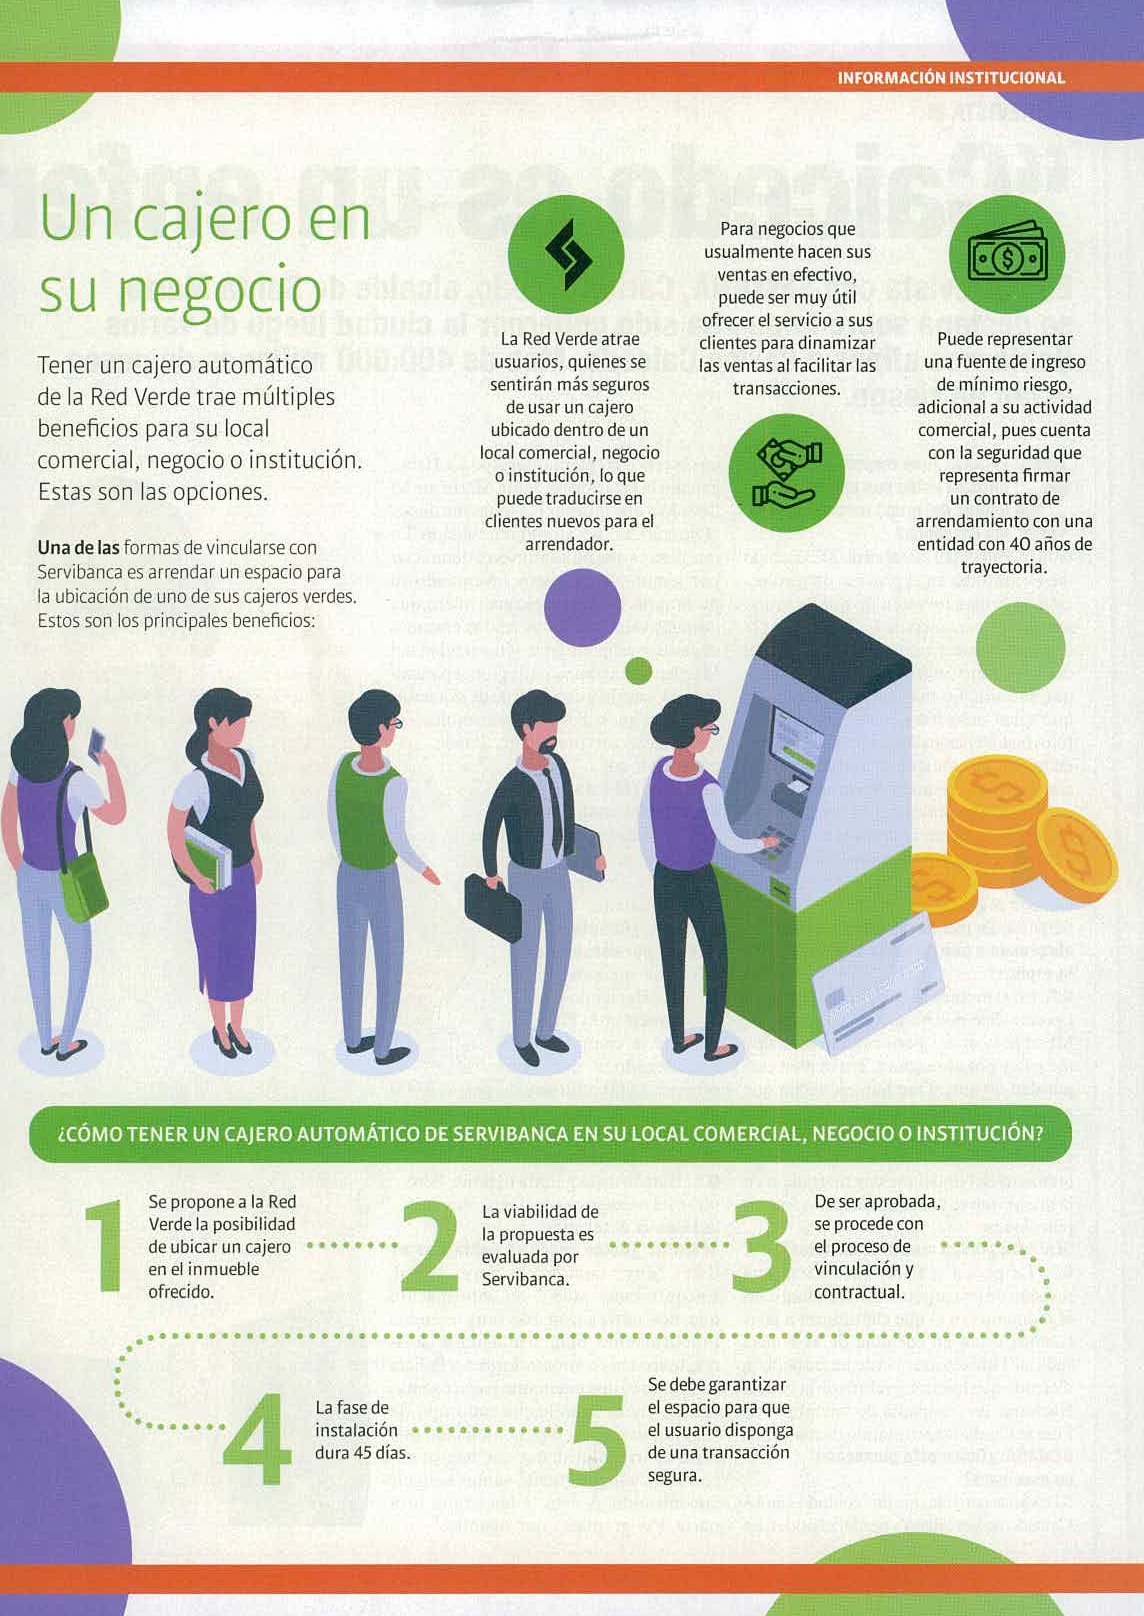 INFORMACIÓN INSTITUCIONAL
Un cajero en
su negocio
Tener un cajero automático
de la Red Verde trae múltiples
beneficios para su local
comercial, negocio o institución.
Estas son las opciones.
Una de las formas de vincularse con
Servibanca es arrendar un espacio para
la ubicación de uno de sus cajeros verdes.
Estos son los principales beneficios:
La Red Verde atrae
usuarios, quienes se
sentirán más seguros
de usar un cajero
ubicado dentro de un
local comercial, negocio
o institución, lo que
puede traducirse en
clientes nuevos para el
arrendador.
Para negocios que
usualmente hacen sus
ventas en efectivo,
puede ser muy útil
ofrecer el servicio a sus
clientes para dinamizar
las ventas al facilitar las
transacciones.
Puede representar
una fuente de ingreso
de mínimo riesgo,
adicional a su actividad
comercial, pues cuenta
con la seguridad que
representa firmar
un contrato de
arrendamiento con una
entidad con 40 años de
trayectoria.
¿CÓMO TENER UN CAJERO AUTOMÁTICO DE SERVIBANCA EN SU LOCAL COMERCIAL, NEGOCIO O INSTITUCIÓN?
1
Se propone a la Red
Verde la posibilidad
de ubicar un cajero
en el inmueble
ofrecido.
2
La viabilidad de
la propuesta es
evaluada por
Servibanca.
3
De ser aprobada,
se procede con
el proceso de
vinculación y
contractual.
4
La fase de
instalación
dura 45 días.
5
Se debe garantizar
el espacio para que
el usuario disponga
de una transacción
segura.